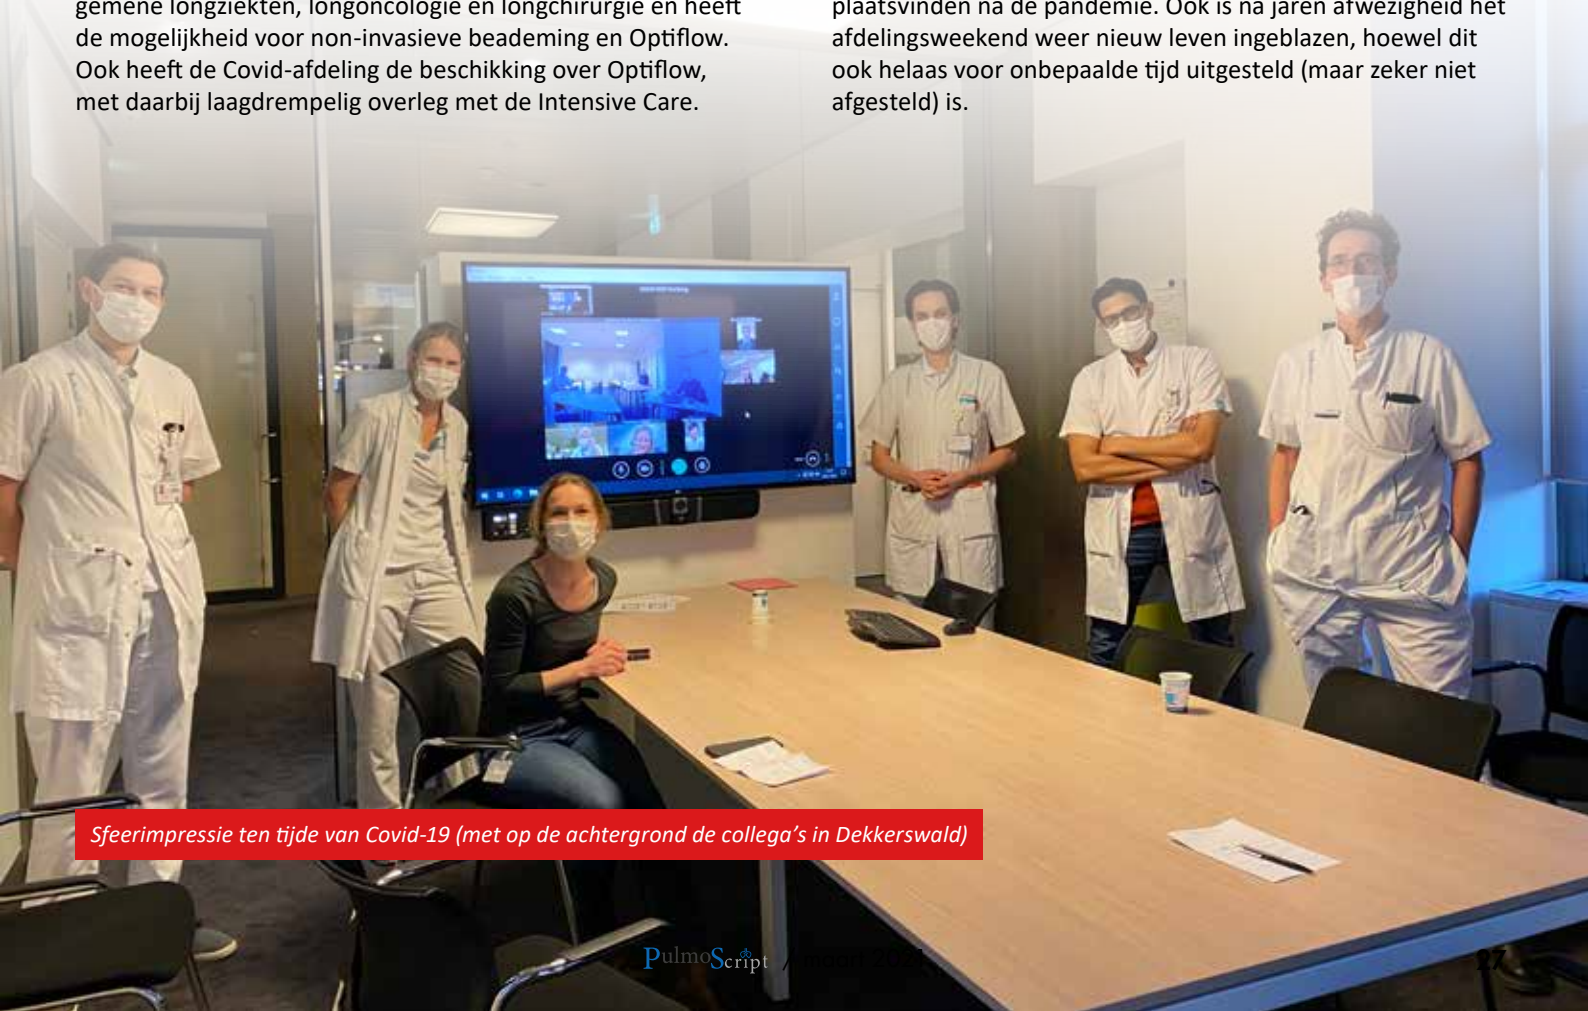 gemene longziekten, longoncologie en longchirurgie en heeft
de mogelijkheid voor non-invasieve beademing en Optiflow.
Ook heeft de Covid-afdeling de beschikking over Optiflow,
met daarbij laagdrempelig overleg met de Intensive Care.
plaatsvinden na de pandemie. Ook is na jaren afwezigheid het
afdelingsweekend weer nieuw leven ingeblazen, hoewel dit
ook helaas voor onbepaalde tijd uitgesteld (maar zeker niet
afgesteld) is.
Sfeerimpressie ten tijde van Covid-19 (met op de achtergrond de collega’s in Dekkerswald)
PulmoScript / maart
27